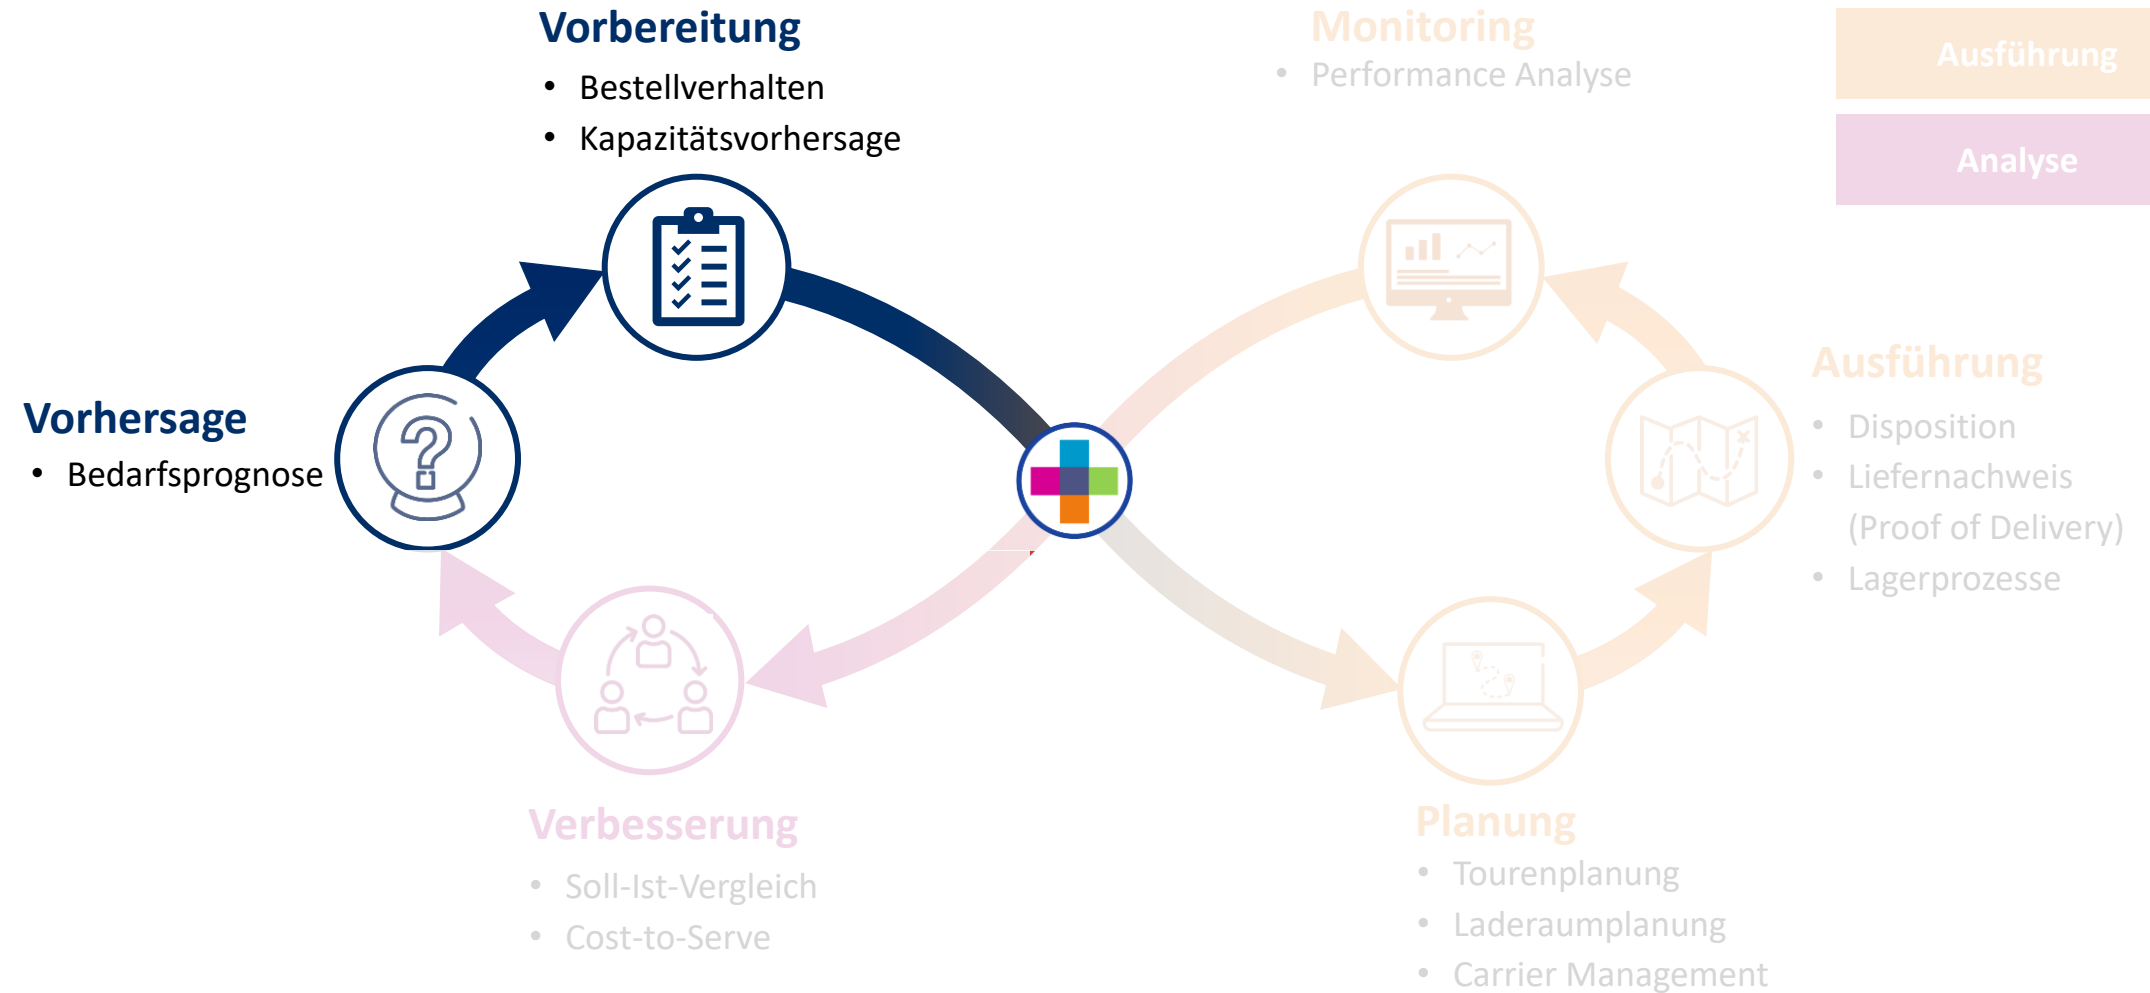 Vorbereitung
• Bestellverhalten
• Kapazitätsvorhersage
Monitoring
• Performance Analyse
Ausführung
Analyse
Vorhersage
• Bedarfsprognose
Ausführung
• Disposition
• Liefernachweis
(Proof of Delivery)
• Lagerprozesse
Verbesserung
• Soll-Ist-Vergleich
• Cost-to-Serve
Planung
• Tourenplanung
• Laderaumplanung
• Carrier Management